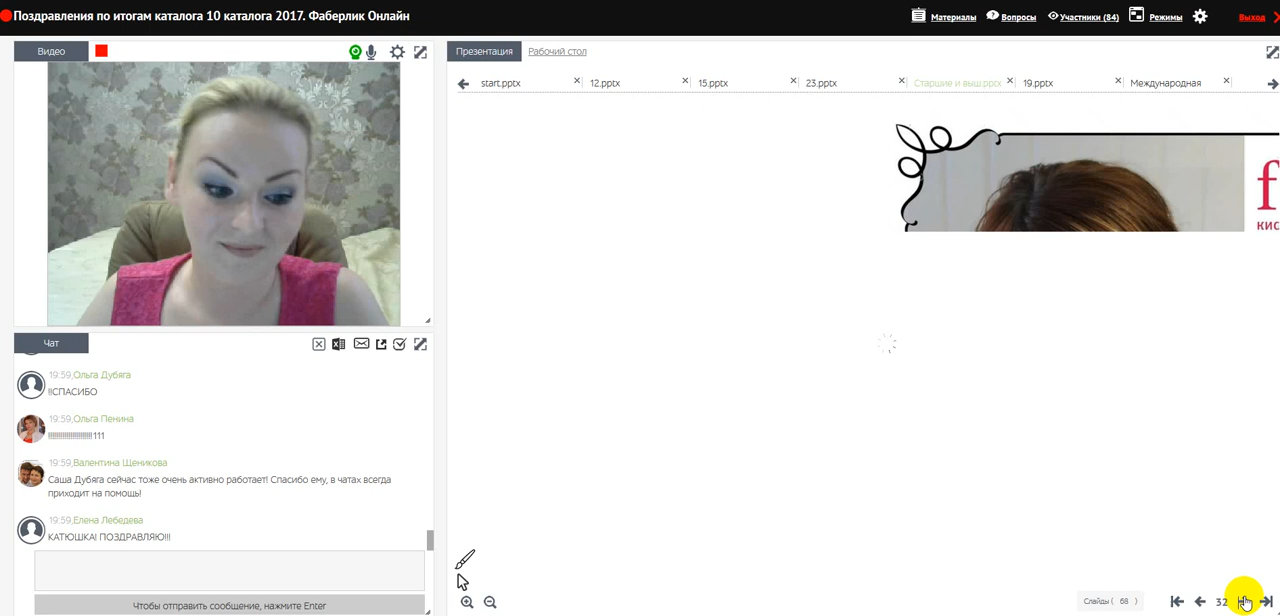 Поздравления по итогам каталога 10 каталога 2017. Фаберлик Онлайн
Материалы Вопросы Участники (84) Режимы Выход
Видео
Презентация Рабочий стол
start.pptx 12.pptx 15.pptx 23.pptx Старшие и выш.pptx 19.pptx Международная
f
кис
Чат
19:59,Ольга Дубяга
!!СПАСИБО
19:59,Ольга Пенина
!!!!!!!!!!!!!!!!!!!!!!111
19:59,Валентина Щеникова
Саша Дубяга сейчас тоже очень активно работает! Спасибо ему, в чатах всегда
приходит на помощь!
19:59,Елена Лебедева
КАТЮШКА! ПОЗДРАВЛЯЮ!!!
Чтобы отправить сообщение, нажмите Enter
Слайды ( 68 ) 32